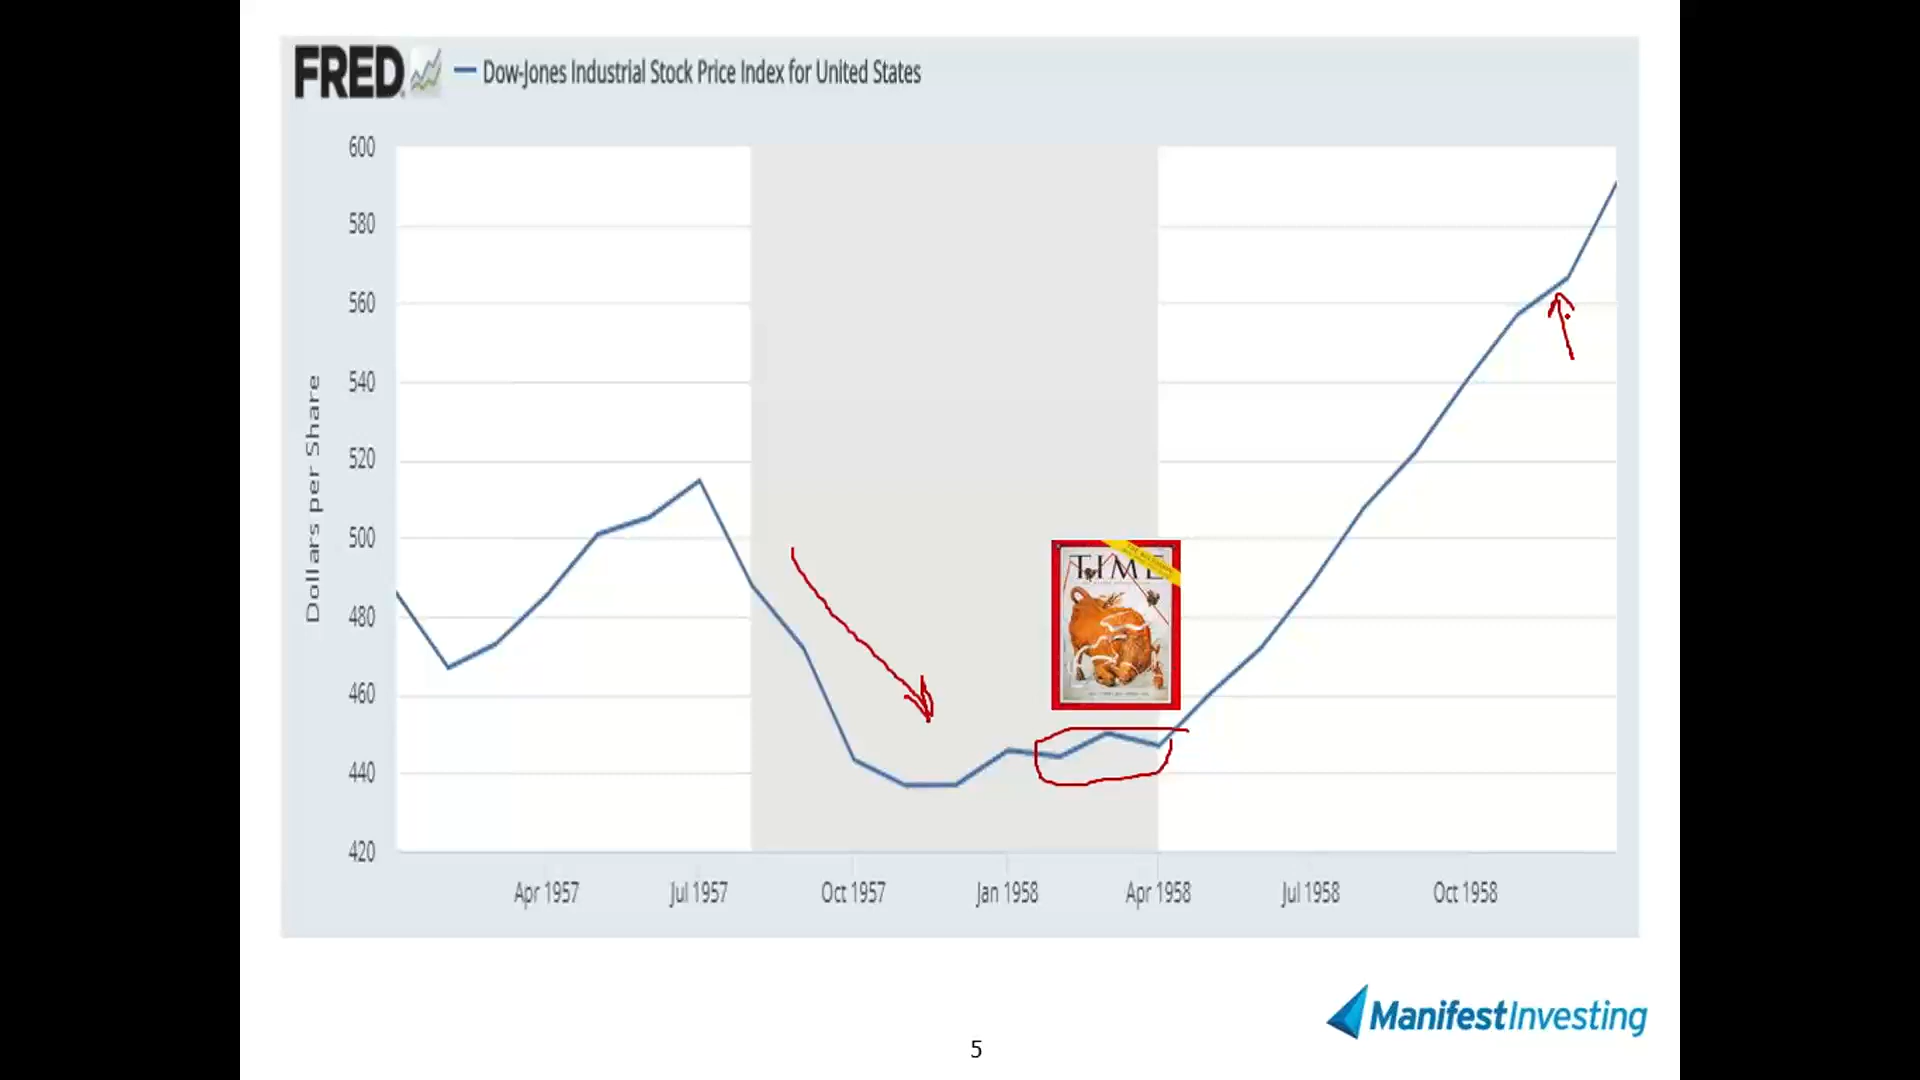 FRED
Dow-Jones Industrial Stock Price Index for United States
600
580
560
540
520
500
480
460
440
420
Dollars per Share
TIME
Apr 1957
Jul 1957
Oct 1957
Jan 1958
Apr 1958
Jul 1958
Oct 1958
ManifestInvesting
5